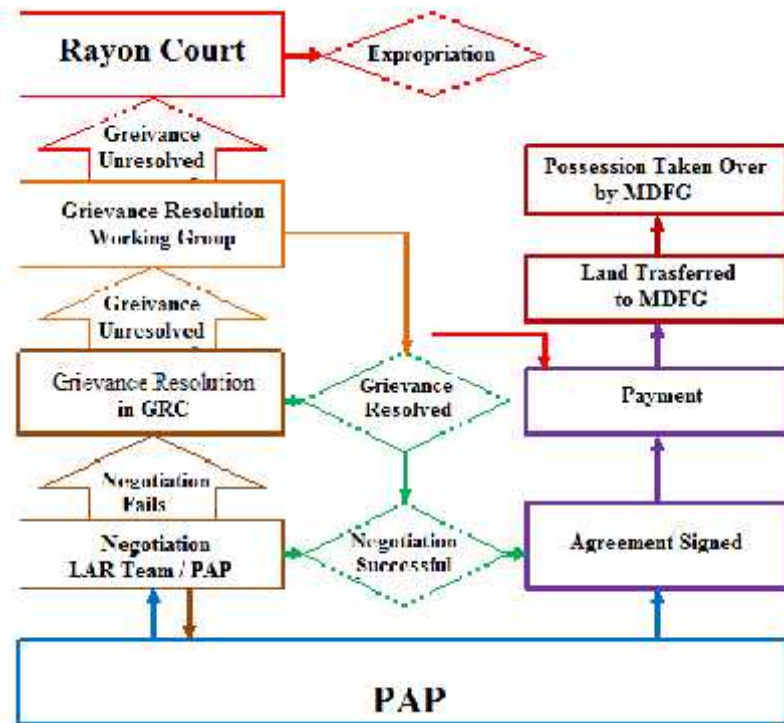 Rayon Court
Expropriation
Greivance
Unresolved
Possession Taken Over
by MDFG
Grievance Resolution
Working Group
Land Trasferred
to MDFG
Greivance
Unresolved
Grievance Resolution
in GRC
Grievance
Resolved
Payment
Negotiation
Fails
Negotiation
LAR Team / PAP
Negotiation
Successful
Agreement Signed
PAP